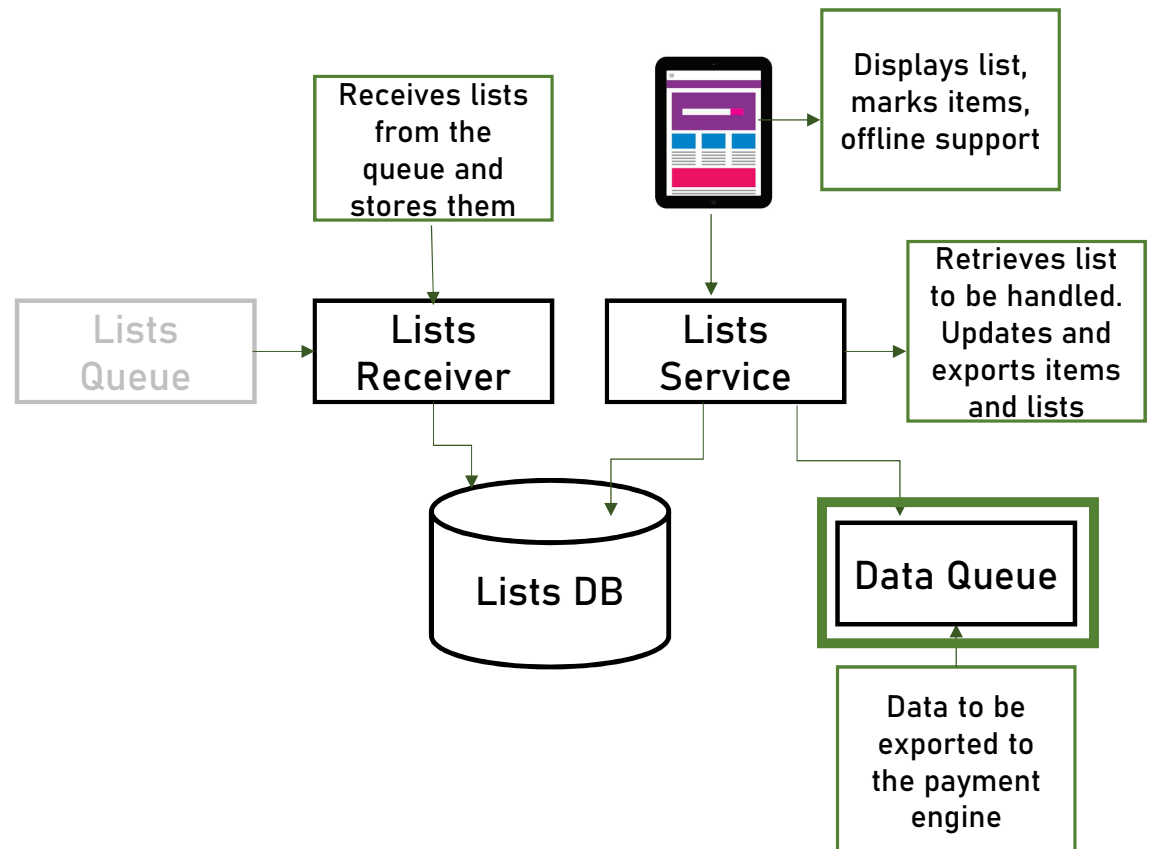 Displays list,
marks items,
offline support
Receives lists
from the
queue and
stores them
Retrieves list
to be handled.
Updates and
exports items
and lists
Lists
Queue
Lists
Receiver
Lists
Service
Lists DB
Data Queue
Data to be
exported to
the payment
engine